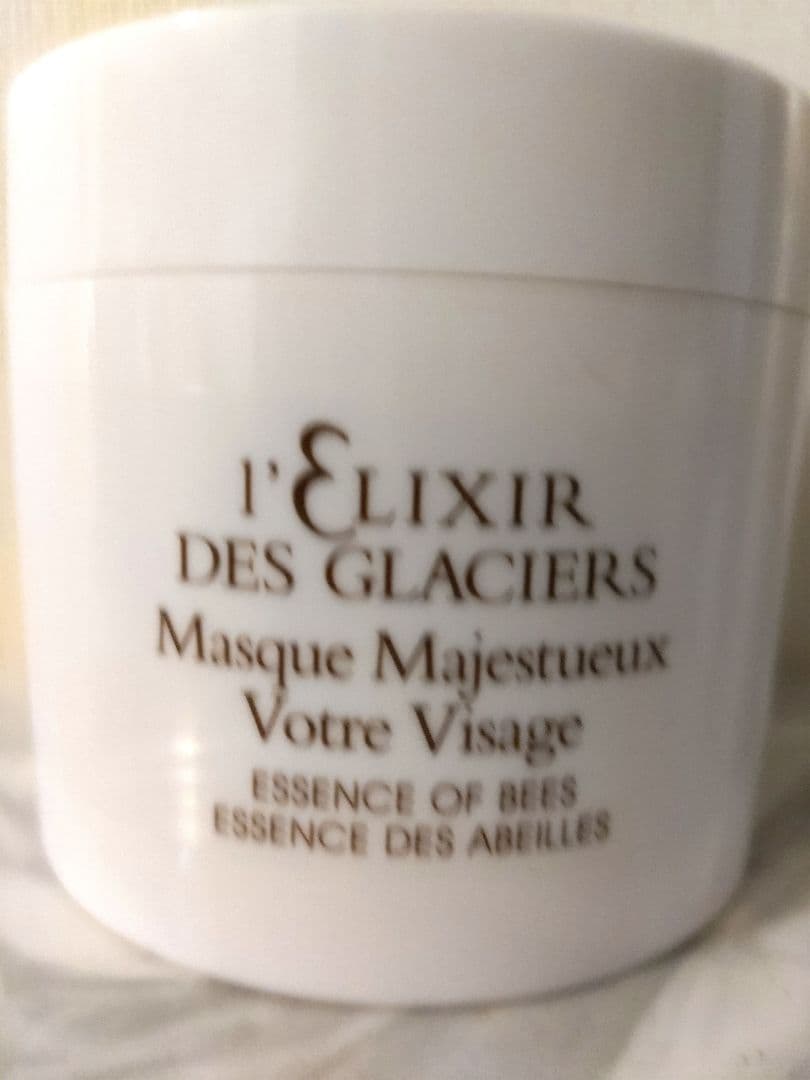 l'ELIXIR
DES GLACIERS
Masque Majestueux
Votre Visage
ESSENCE OF BEES
ESSENCE DES ABEILLES